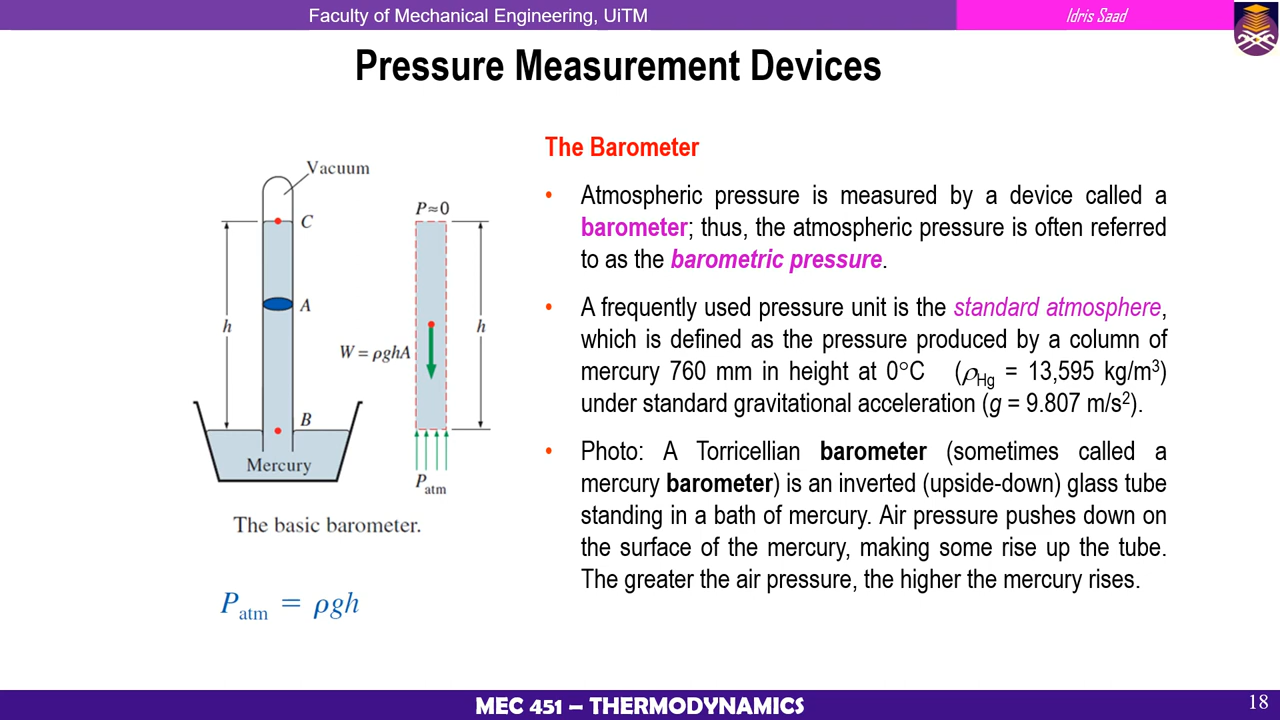 Faculty of Mechanical Engineering, UiTM
Idris Saad
Pressure Measurement Devices
Vacuum
C
A
B
h
Mercury
P≈0
h
W = ρghA
Patm
The basic barometer.
Patm = ρgh
The Barometer
• Atmospheric pressure is measured by a device called a
barometer; thus, the atmospheric pressure is often referred
to as the barometric pressure.
• A frequently used pressure unit is the standard atmosphere,
which is defined as the pressure produced by a column of
mercury 760 mm in height at 0°C (ρHg = 13,595 kg/m³)
under standard gravitational acceleration (g = 9.807 m/s²).
• Photo: A Torricellian barometer (sometimes called a
mercury barometer) is an inverted (upside-down) glass tube
standing in a bath of mercury. Air pressure pushes down on
the surface of the mercury, making some rise up the tube.
The greater the air pressure, the higher the mercury rises.
MEC 451 – THERMODYNAMICS
18